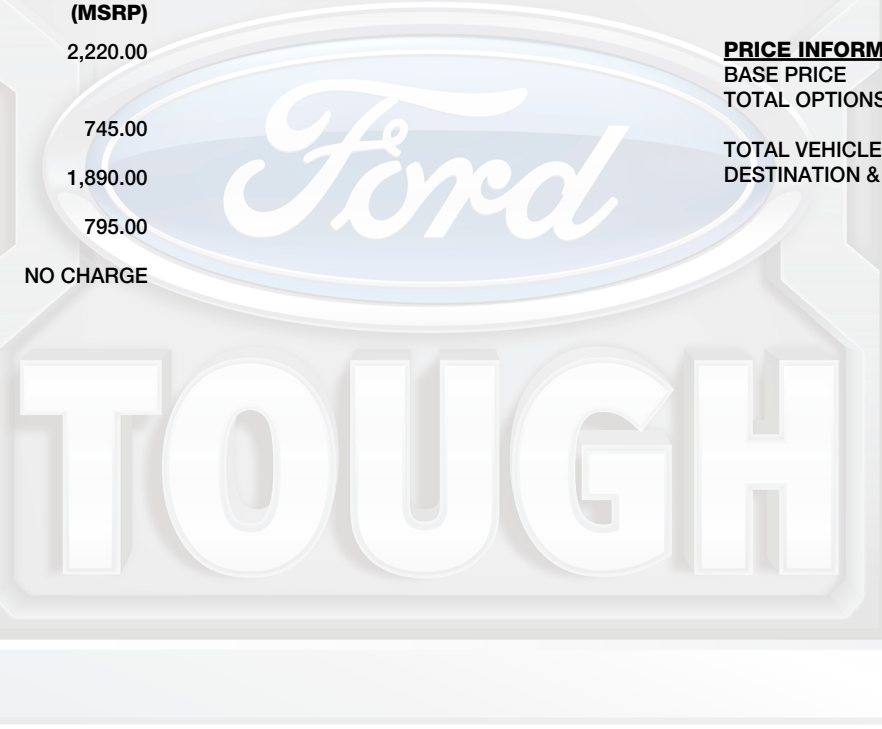 (MSRP)
2,220.00
745.00
1,890.00
795.00
NO CHARGE
PRICE INFORM
BASE PRICE
TOTAL OPTIONS
TOTAL VEHICLE
DESTINATION &
Ford
TOUGH